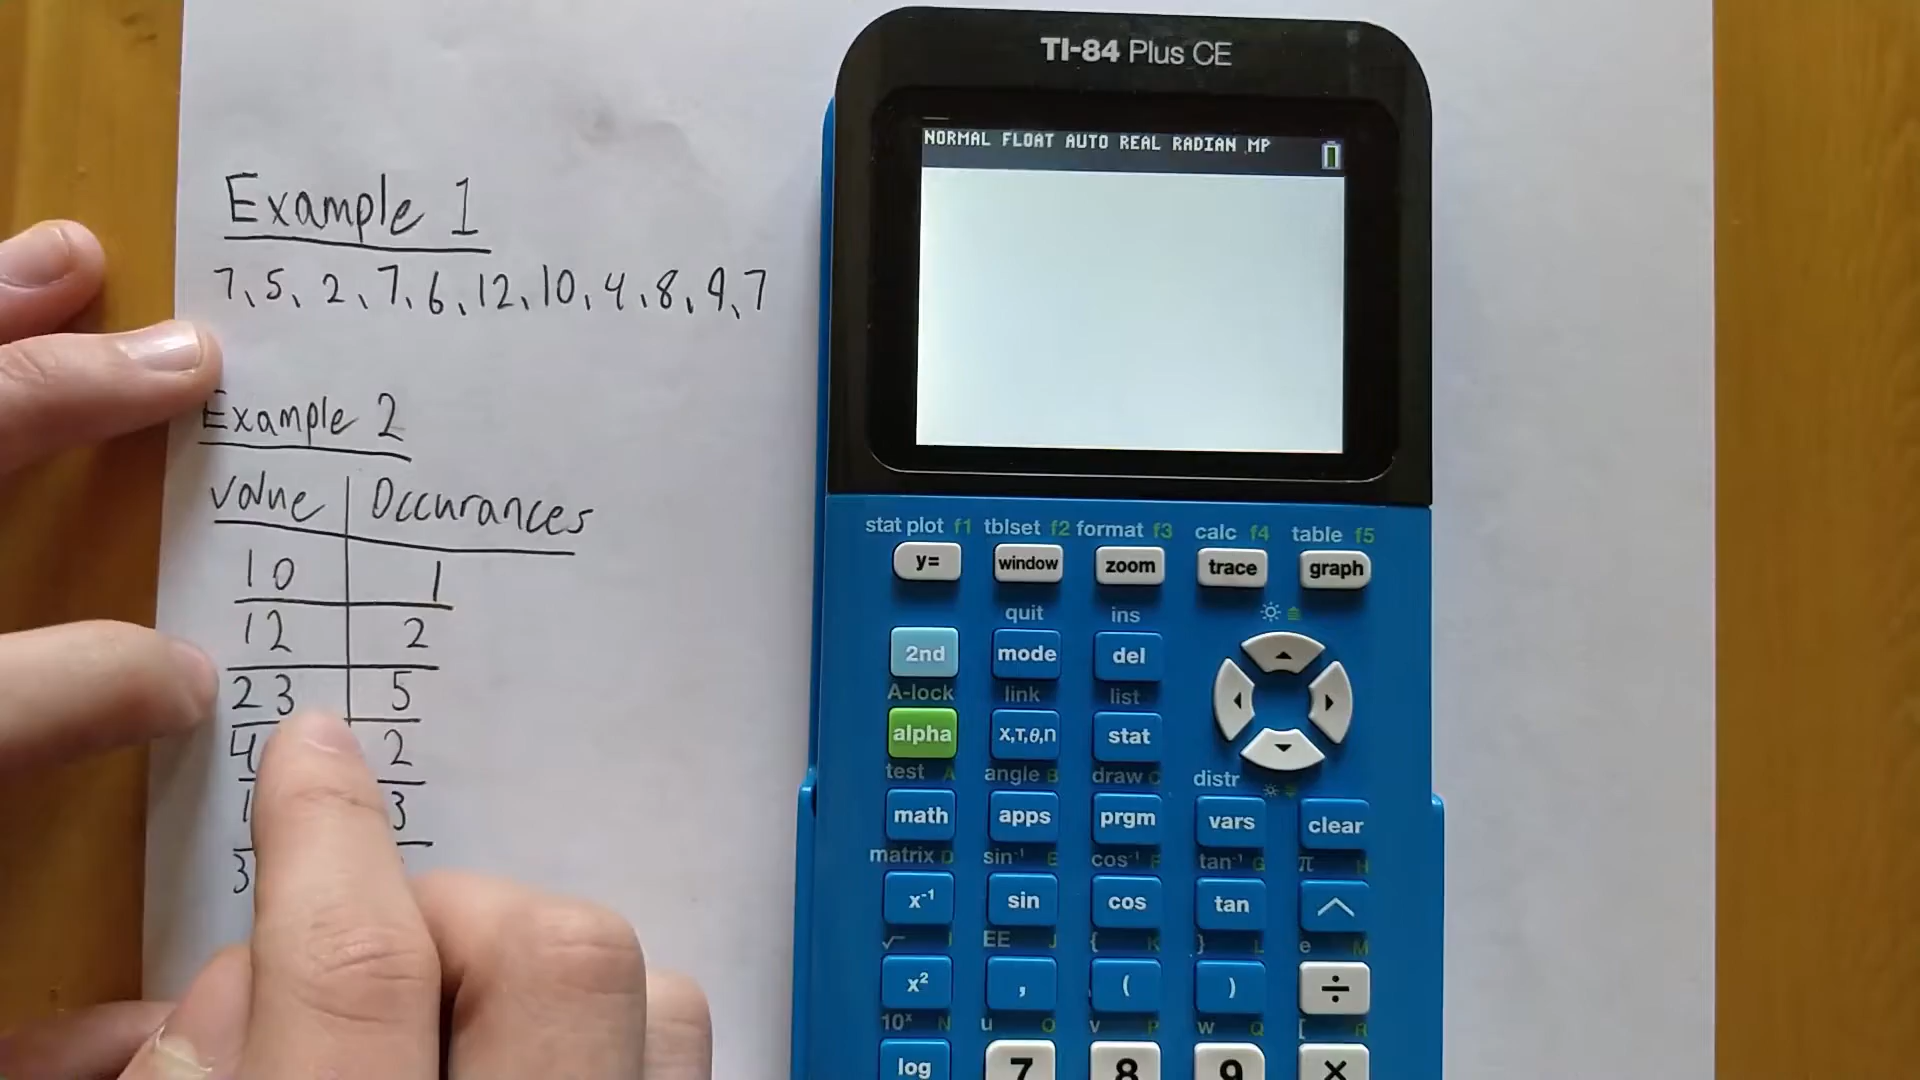 TI-84 Plus CE
NORMAL FLOAT AUTO REAL RADIAN MP
Example 1
7, 5, 2, 7, 6, 12, 10, 4, 8, 9, 7
Example 2
Value Occurances
10 1
12 2
23 5
4 2
1 3
3
stat plot f1 tblset f2 format f3 calc f4 table f5
y= window zoom trace graph
quit ins
2nd mode del
A-lock link list
alpha X,T,θ,n stat
test A angle B draw C distr
math apps prgm vars clear
matrix D sin⁻¹ E cos⁻¹ F tan⁻¹ G π H
x⁻¹ sin cos tan ^
√ I EE J { K } L e M
x² , ( ) ÷
10ˣ N u O v P w Q [ R
log 7 8 9 ×